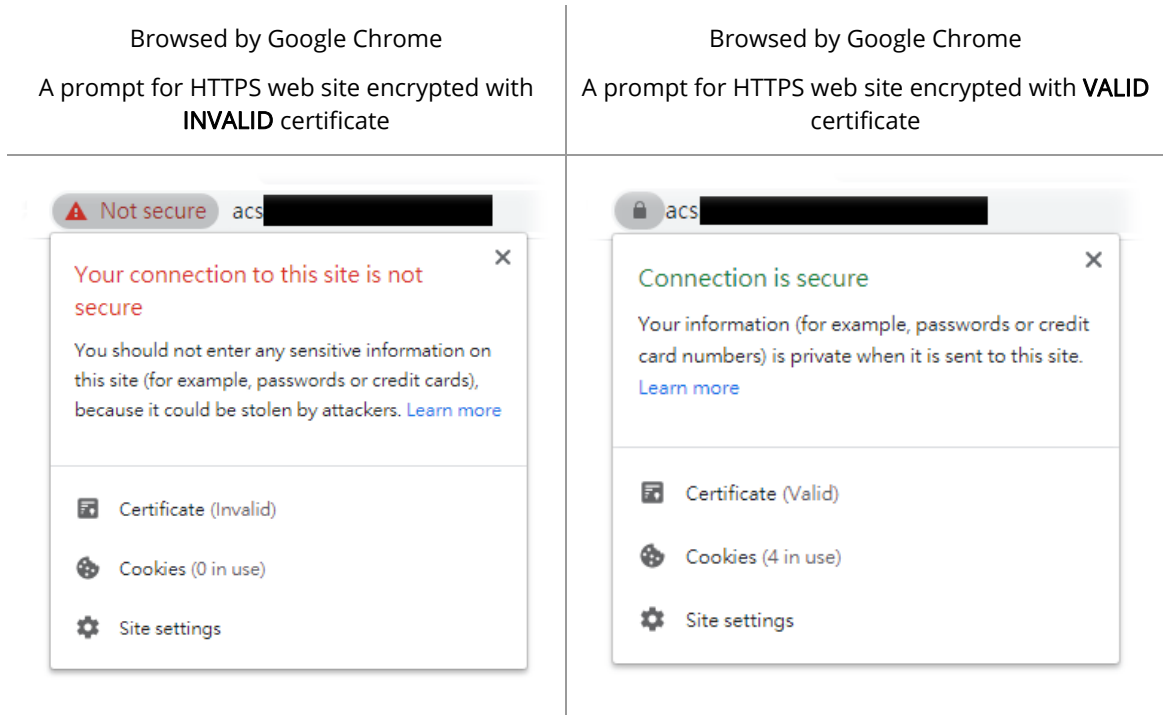 Browsed by Google Chrome
A prompt for HTTPS web site encrypted with
INVALID certificate
Not secure
acs
Your connection to this site is not
secure
You should not enter any sensitive information on
this site (for example, passwords or credit cards),
because it could be stolen by attackers. Learn more
Certificate (Invalid)
Cookies (0 in use)
Site settings
Browsed by Google Chrome
A prompt for HTTPS web site encrypted with VALID
certificate
acs
Connection is secure
Your information (for example, passwords or credit
card numbers) is private when it is sent to this site.
Learn more
Certificate (Valid)
Cookies (4 in use)
Site settings